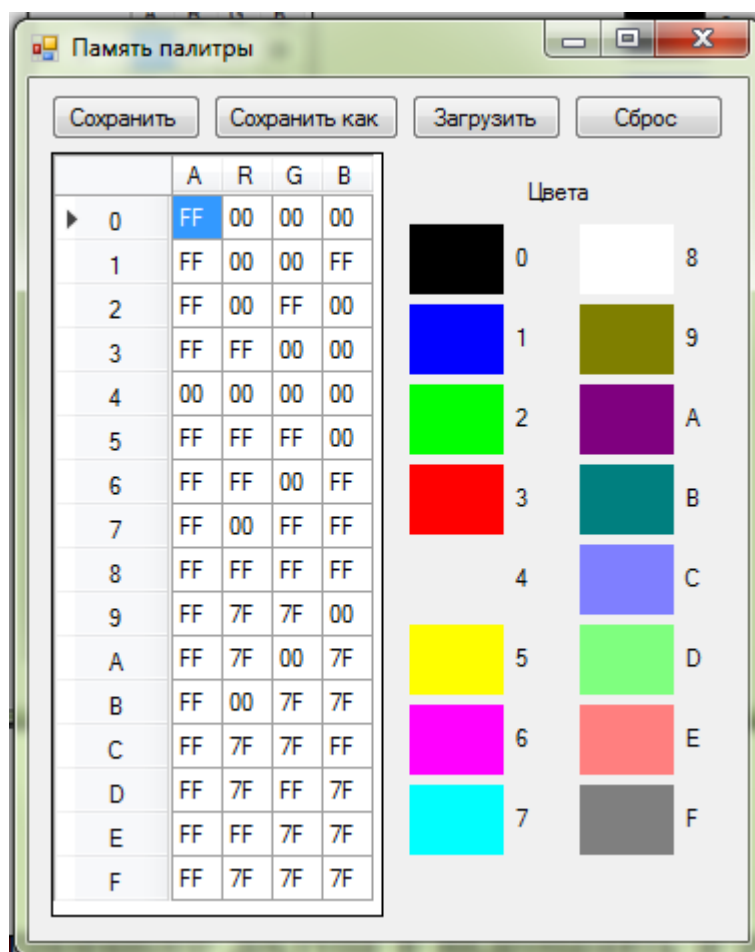 Память палитры
Сохранить Сохранить как Загрузить Сброс
A R G B
0 FF 00 00 00
1 FF 00 00 FF
2 FF 00 FF 00
3 FF FF 00 00
4 00 00 00 00
5 FF FF FF 00
6 FF FF 00 FF
7 FF 00 FF FF
8 FF FF FF FF
9 FF 7F 7F 00
A FF 7F 00 7F
B FF 00 7F 7F
C FF 7F 7F FF
D FF 7F FF 7F
E FF FF 7F 7F
F FF 7F 7F 7F
Цвета
0 8
1 9
2 A
3 B
4 C
5 D
6 E
7 F